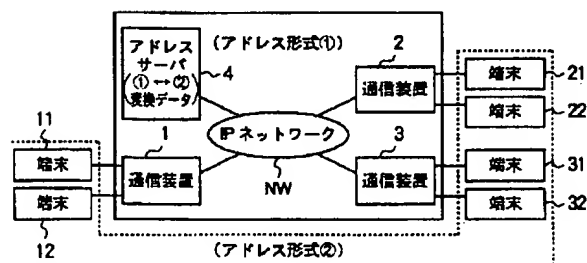 アドレス
サーバ
(①↔②
変換データ)
4
(アドレス形式①)
2
通信装置
端末
21
端末
22
IPネットワーク
NW
11
端末
端末
12
1
通信装置
3
通信装置
端末
31
端末
32
(アドレス形式②)